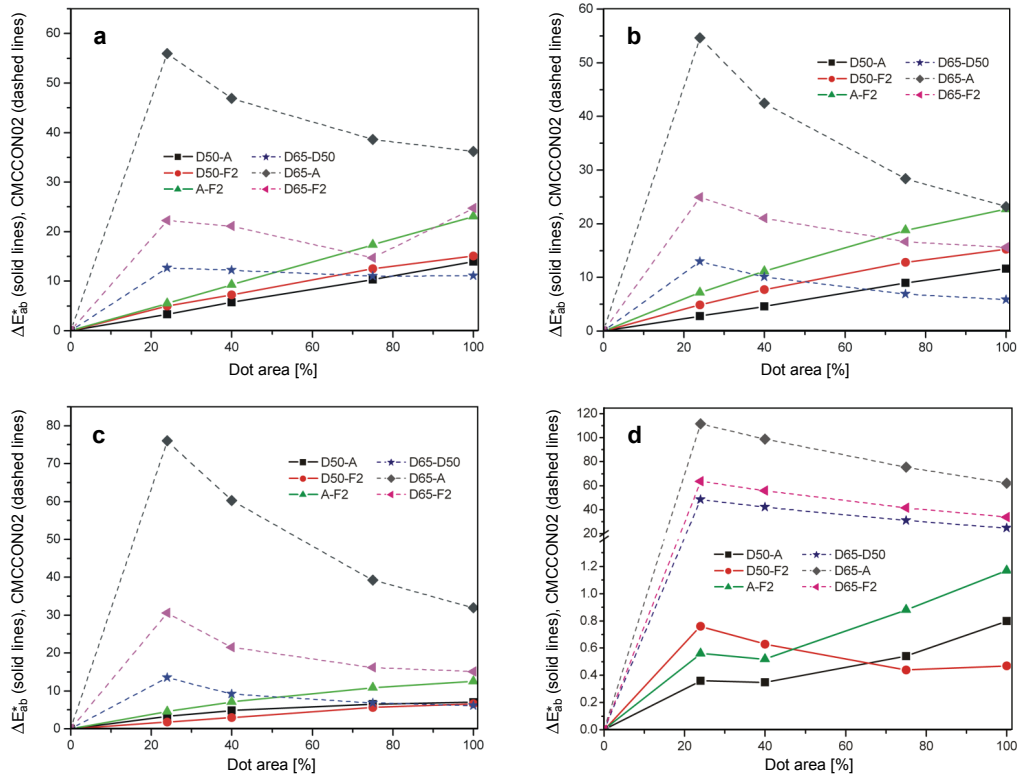 a
ΔE*ab (solid lines), CMCCON02 (dashed lines)
60
50
40
30
20
10
0
D50-A D65-D50
D50-F2 D65-A
A-F2 D65-F2
0 20 40 60 80 100
Dot area [%]
b
ΔE*ab (solid lines), CMCCON02 (dashed lines)
60
50
40
30
20
10
0
D50-A D65-D50
D50-F2 D65-A
A-F2 D65-F2
0 20 40 60 80 100
Dot area [%]
c
ΔE*ab (solid lines), CMCCON02 (dashed lines)
80
70
60
50
40
30
20
10
0
D50-A D65-D50
D50-F2 D65-A
A-F2 D65-F2
0 20 40 60 80 100
Dot area [%]
d
ΔE*ab (solid lines), CMCCON02 (dashed lines)
120
100
80
60
40
20
1.2
1.0
0.8
0.6
0.4
0.2
0.0
D50-A D65-D50
D50-F2 D65-A
A-F2 D65-F2
0 20 40 60 80 100
Dot area [%]